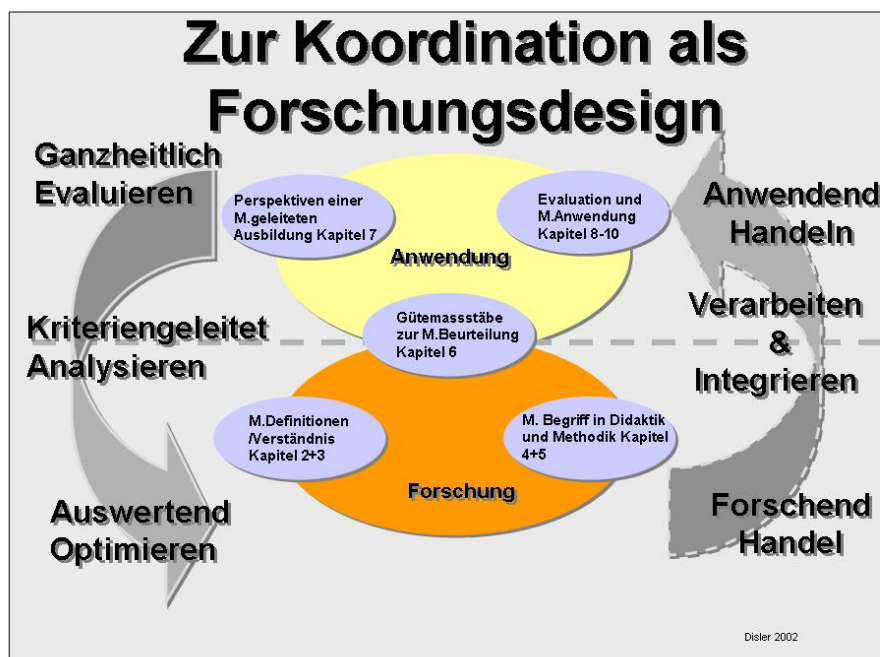 Zur Koordination als
Forschungsdesign
Ganzheitlich
Evaluieren
Perspektiven einer
M.geleiteten
Ausbildung Kapitel 7
Evaluation und
M.Anwendung
Kapitel 8-10
Anwendend
Handeln
Anwendung
Kriteriengeleitet
Analysieren
Gütemassstäbe
zur M.Beurteilung
Kapitel 6
Verarbeiten
&
Integrieren
M.Definitionen
/Verständnis
Kapitel 2+3
M. Begriff in Didaktik
und Methodik Kapitel
4+5
Forschung
Auswertend
Optimieren
Forschend
Handel
Disler 2002